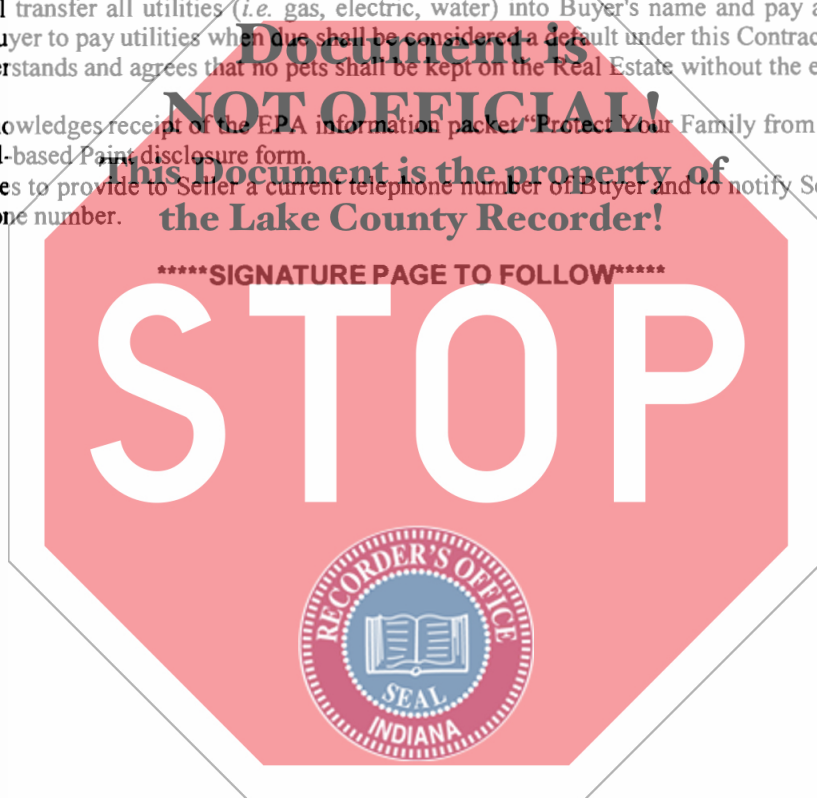 l transfer all utilities (i.e. gas, electric, water) into Buyer's name and pay a
uyer to pay utilities when due shall be considered a default under this Contrac
erstands and agrees that no pets shall be kept on the Real Estate without the e
owledges receipt of the EPA information packet "Protect Your Family from
l-based Paint disclosure form.
es to provide to Seller a current telephone number of Buyer and to notify Se
one number.
Document is
NOT OFFICIAL!
This Document is the property of
the Lake County Recorder!
*****SIGNATURE PAGE TO FOLLOW*****
STOP
RECORDER'S OFFICE
SEAL
INDIANA